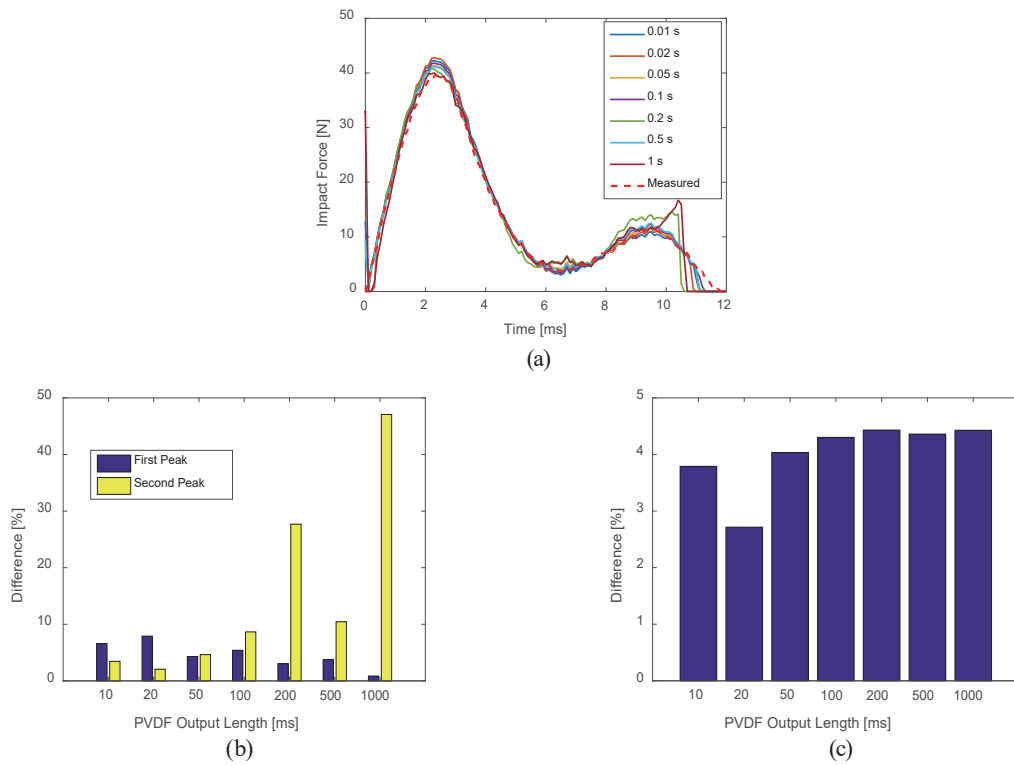 50
40
30
20
10
0
Impact Force [N]
0 2 4 6 8 10 12
Time [ms]
0.01 s
0.02 s
0.05 s
0.1 s
0.2 s
0.5 s
1 s
Measured
(a)
50
40
30
20
10
0
Difference [%]
First Peak
Second Peak
10 20 50 100 200 500 1000
PVDF Output Length [ms]
(b)
5
4
3
2
1
0
Difference [%]
10 20 50 100 200 500 1000
PVDF Output Length [ms]
(c)